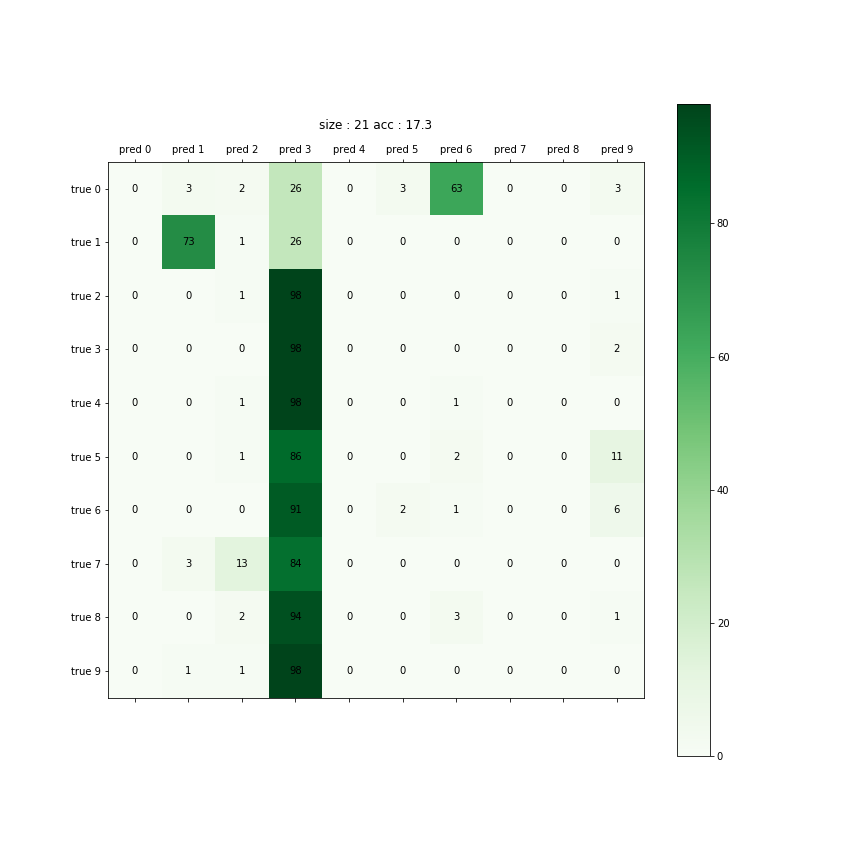 size : 21 acc : 17.3
pred 0 pred 1 pred 2 pred 3 pred 4 pred 5 pred 6 pred 7 pred 8 pred 9
true 0 0 3 2 26 0 3 63 0 0 3
true 1 0 73 1 26 0 0 0 0 0 0
true 2 0 0 1 98 0 0 0 0 0 1
true 3 0 0 0 98 0 0 0 0 0 2
true 4 0 0 1 98 0 0 1 0 0 0
true 5 0 0 1 86 0 0 2 0 0 11
true 6 0 0 0 91 0 2 1 0 0 6
true 7 0 3 13 84 0 0 0 0 0 0
true 8 0 0 2 94 0 0 3 0 0 1
true 9 0 1 1 98 0 0 0 0 0 0
80
60
40
20
0